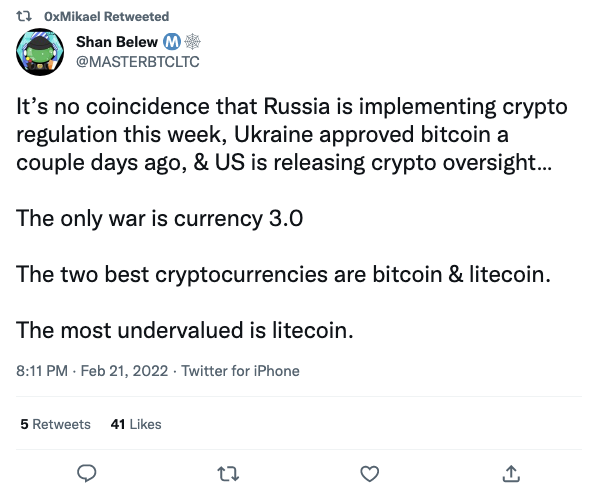 0xMikael Retweeted
Shan Belew Ⓜ️🕸️
@MASTERBTCLTC
It’s no coincidence that Russia is implementing crypto
regulation this week, Ukraine approved bitcoin a
couple days ago, & US is releasing crypto oversight...
The only war is currency 3.0
The two best cryptocurrencies are bitcoin & litecoin.
The most undervalued is litecoin.
8:11 PM · Feb 21, 2022 · Twitter for iPhone
5 Retweets 41 Likes